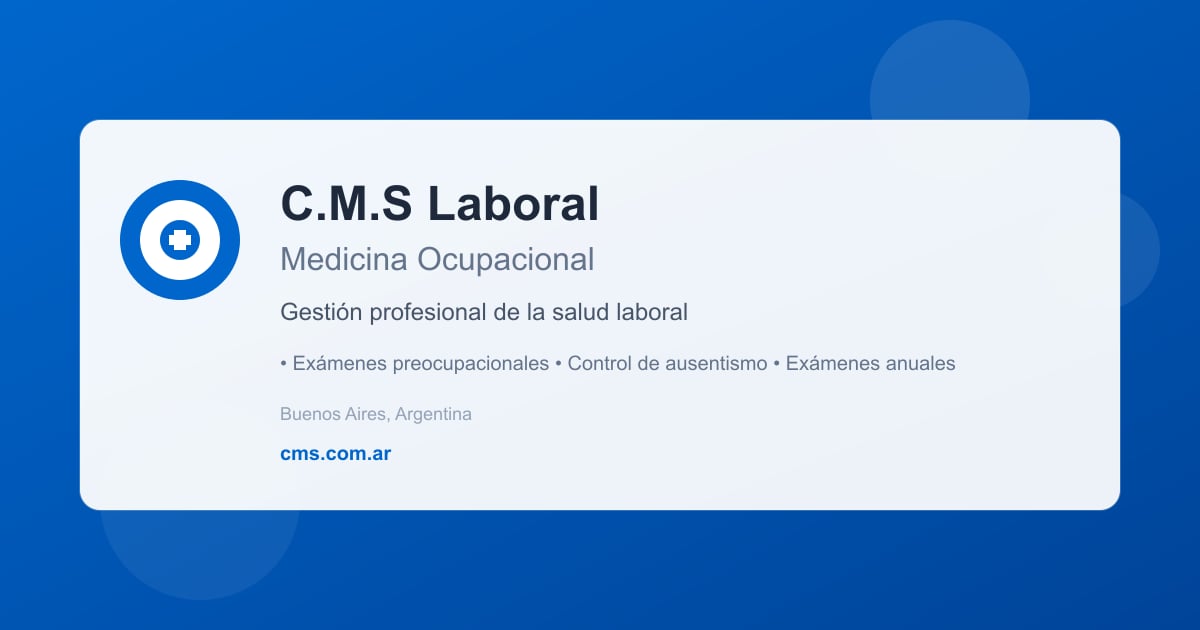 C.M.S Laboral
Medicina Ocupacional
Gestión profesional de la salud laboral
• Exámenes preocupacionales • Control de ausentismo • Exámenes anuales
Buenos Aires, Argentina
cms.com.ar